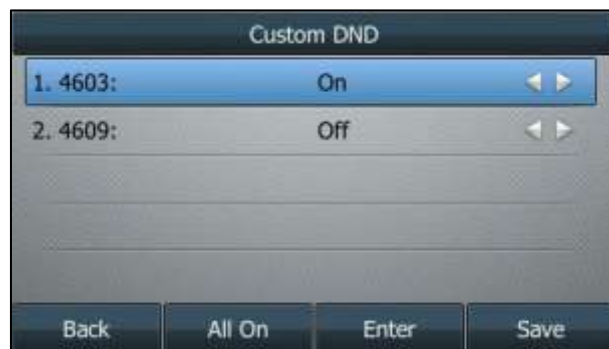 Custom DND
1. 4603: On
2. 4609: Off
Back All On Enter Save